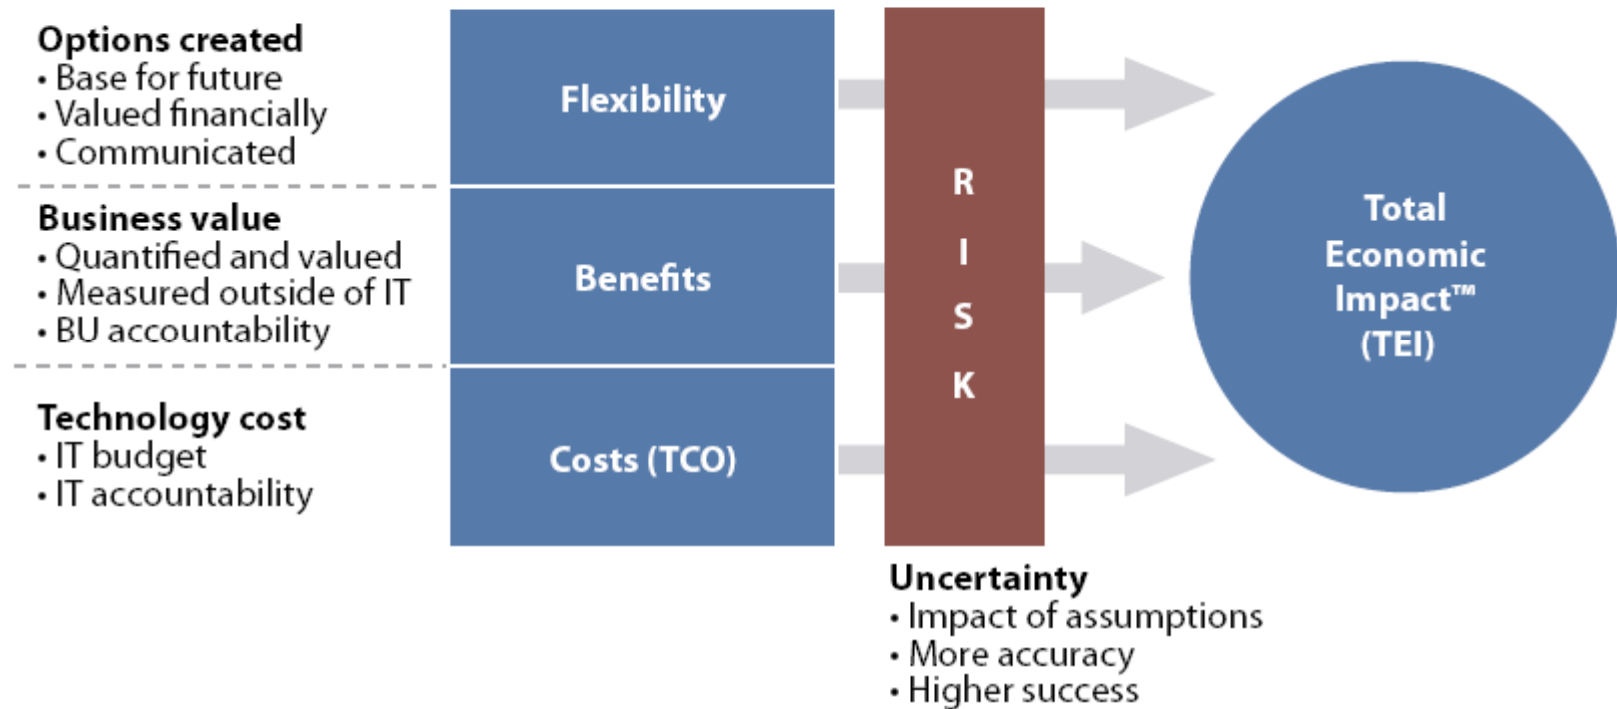 Options created
• Base for future
• Valued financially
• Communicated
Flexibility
Business value
• Quantified and valued
• Measured outside of IT
• BU accountability
Benefits
Technology cost
• IT budget
• IT accountability
Costs (TCO)
R
I
S
K
Uncertainty
• Impact of assumptions
• More accuracy
• Higher success
Total
Economic
Impact™
(TEI)